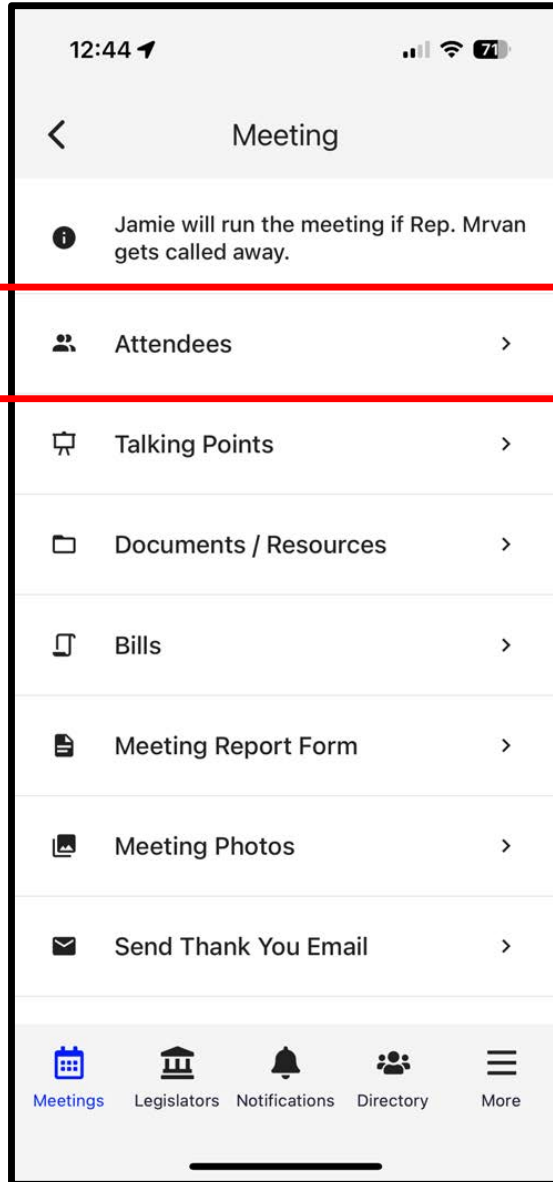 12:44
71
Meeting
Jamie will run the meeting if Rep. Mrvan
gets called away.
Attendees
Talking Points
Documents / Resources
Bills
Meeting Report Form
Meeting Photos
Send Thank You Email
Meetings Legislators Notifications Directory More